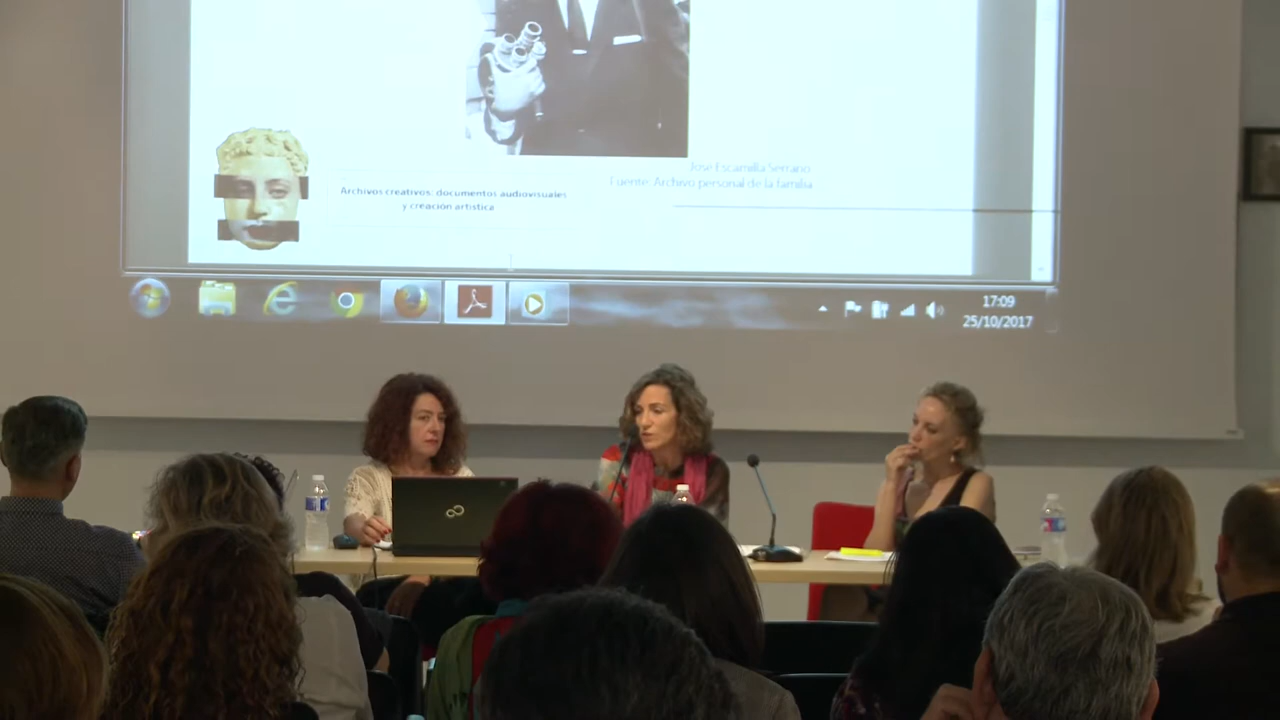 José Escamilla Serrano
Fuente: Archivo personal de la familia
Archivos creativos: documentos audiovisuales
y creación artística
17:09
25/10/2017